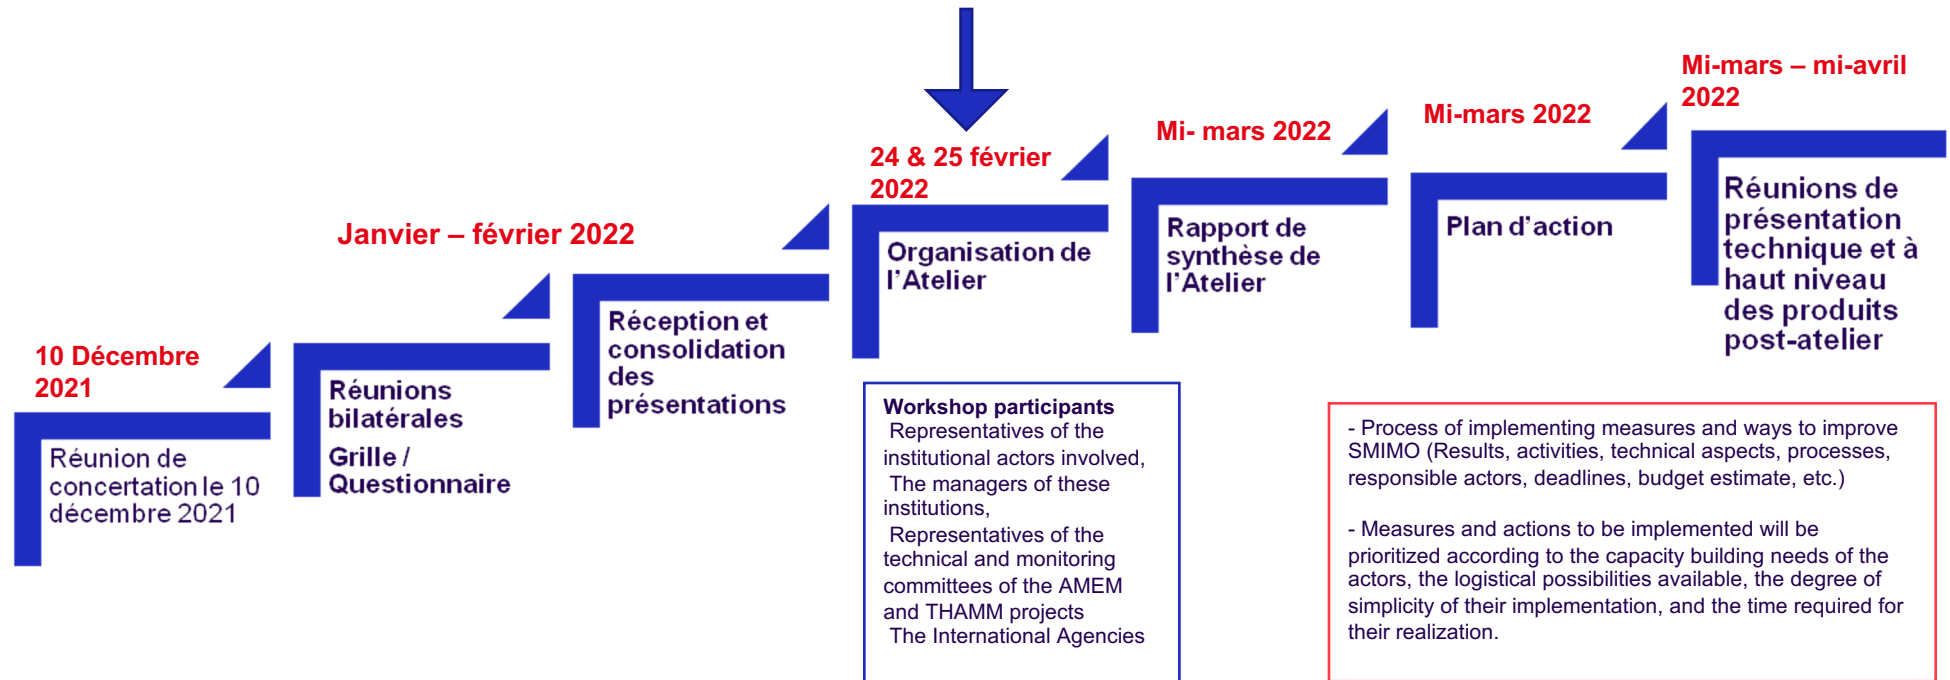 10 Décembre
2021
Réunion de
concertation le 10
décembre 2021
Janvier – février 2022
Réunions
bilatérales
Grille /
Questionnaire
Réception et
consolidation
des
présentations
24 & 25 février
2022
Organisation de
l'Atelier
Workshop participants
Representatives of the
institutional actors involved,
The managers of these
institutions,
Representatives of the
technical and monitoring
committees of the AMEM
and THAMM projects
The International Agencies
Mi- mars 2022
Rapport de
synthèse de
l'Atelier
Mi-mars 2022
Plan d'action
Mi-mars – mi-avril
2022
Réunions de
présentation
technique et à
haut niveau
des produits
post-atelier
- Process of implementing measures and ways to improve
SMIMO (Results, activities, technical aspects, processes,
responsible actors, deadlines, budget estimate, etc.)
- Measures and actions to be implemented will be
prioritized according to the capacity building needs of the
actors, the logistical possibilities available, the degree of
simplicity of their implementation, and the time required for
their realization.